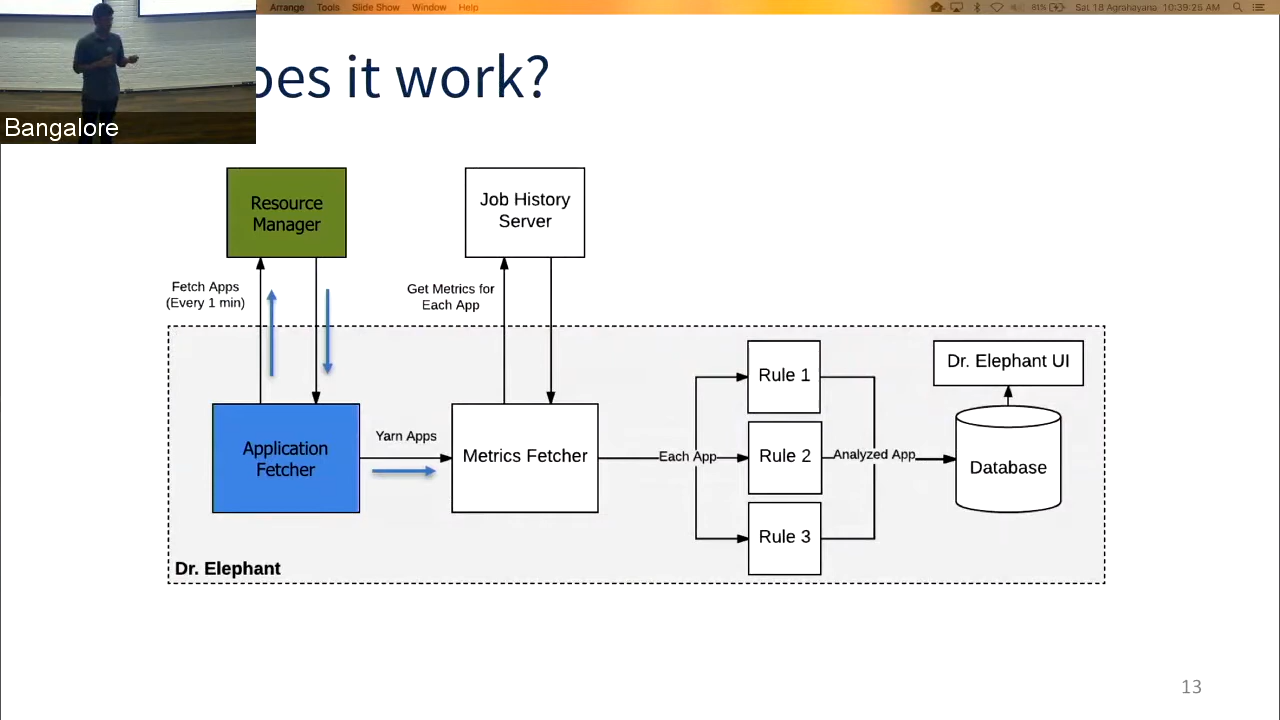 Arrange Tools Slide Show Window Help 81% Sat 18 Agrahayana 10:39:26 AM
oes it work?
Bangalore
Resource
Manager
Job History
Server
Fetch Apps
(Every 1 min)
Get Metrics for
Each App
Rule 1
Dr. Elephant UI
Application
Fetcher
Yarn Apps
Metrics Fetcher
Each App
Rule 2
Analyzed App
Database
Rule 3
Dr. Elephant
13